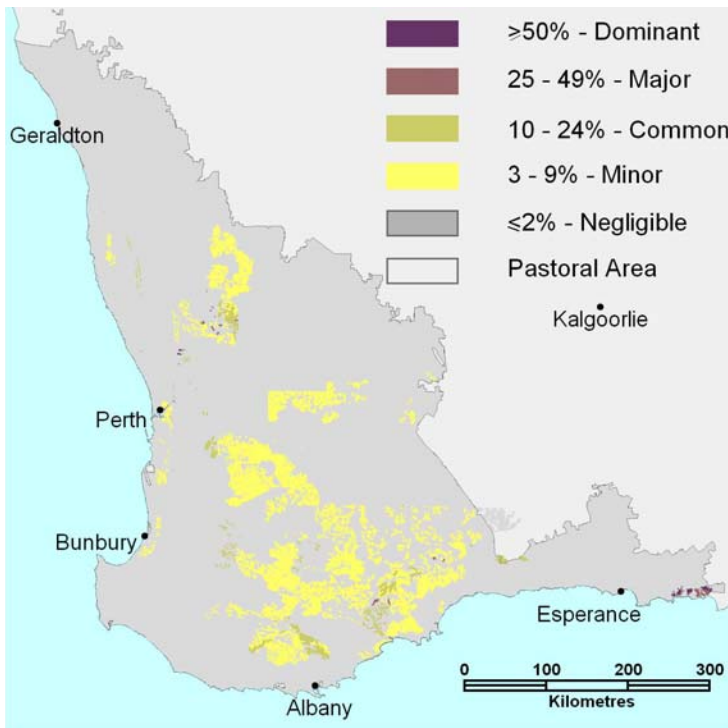 ⩾50% - Dominant
25 - 49% - Major
10 - 24% - Common
3 - 9% - Minor
⩽2% - Negligible
Pastoral Area
Geraldton
Kalgoorlie
Perth
Bunbury
Esperance
Albany
0 100 200 300
Kilometres